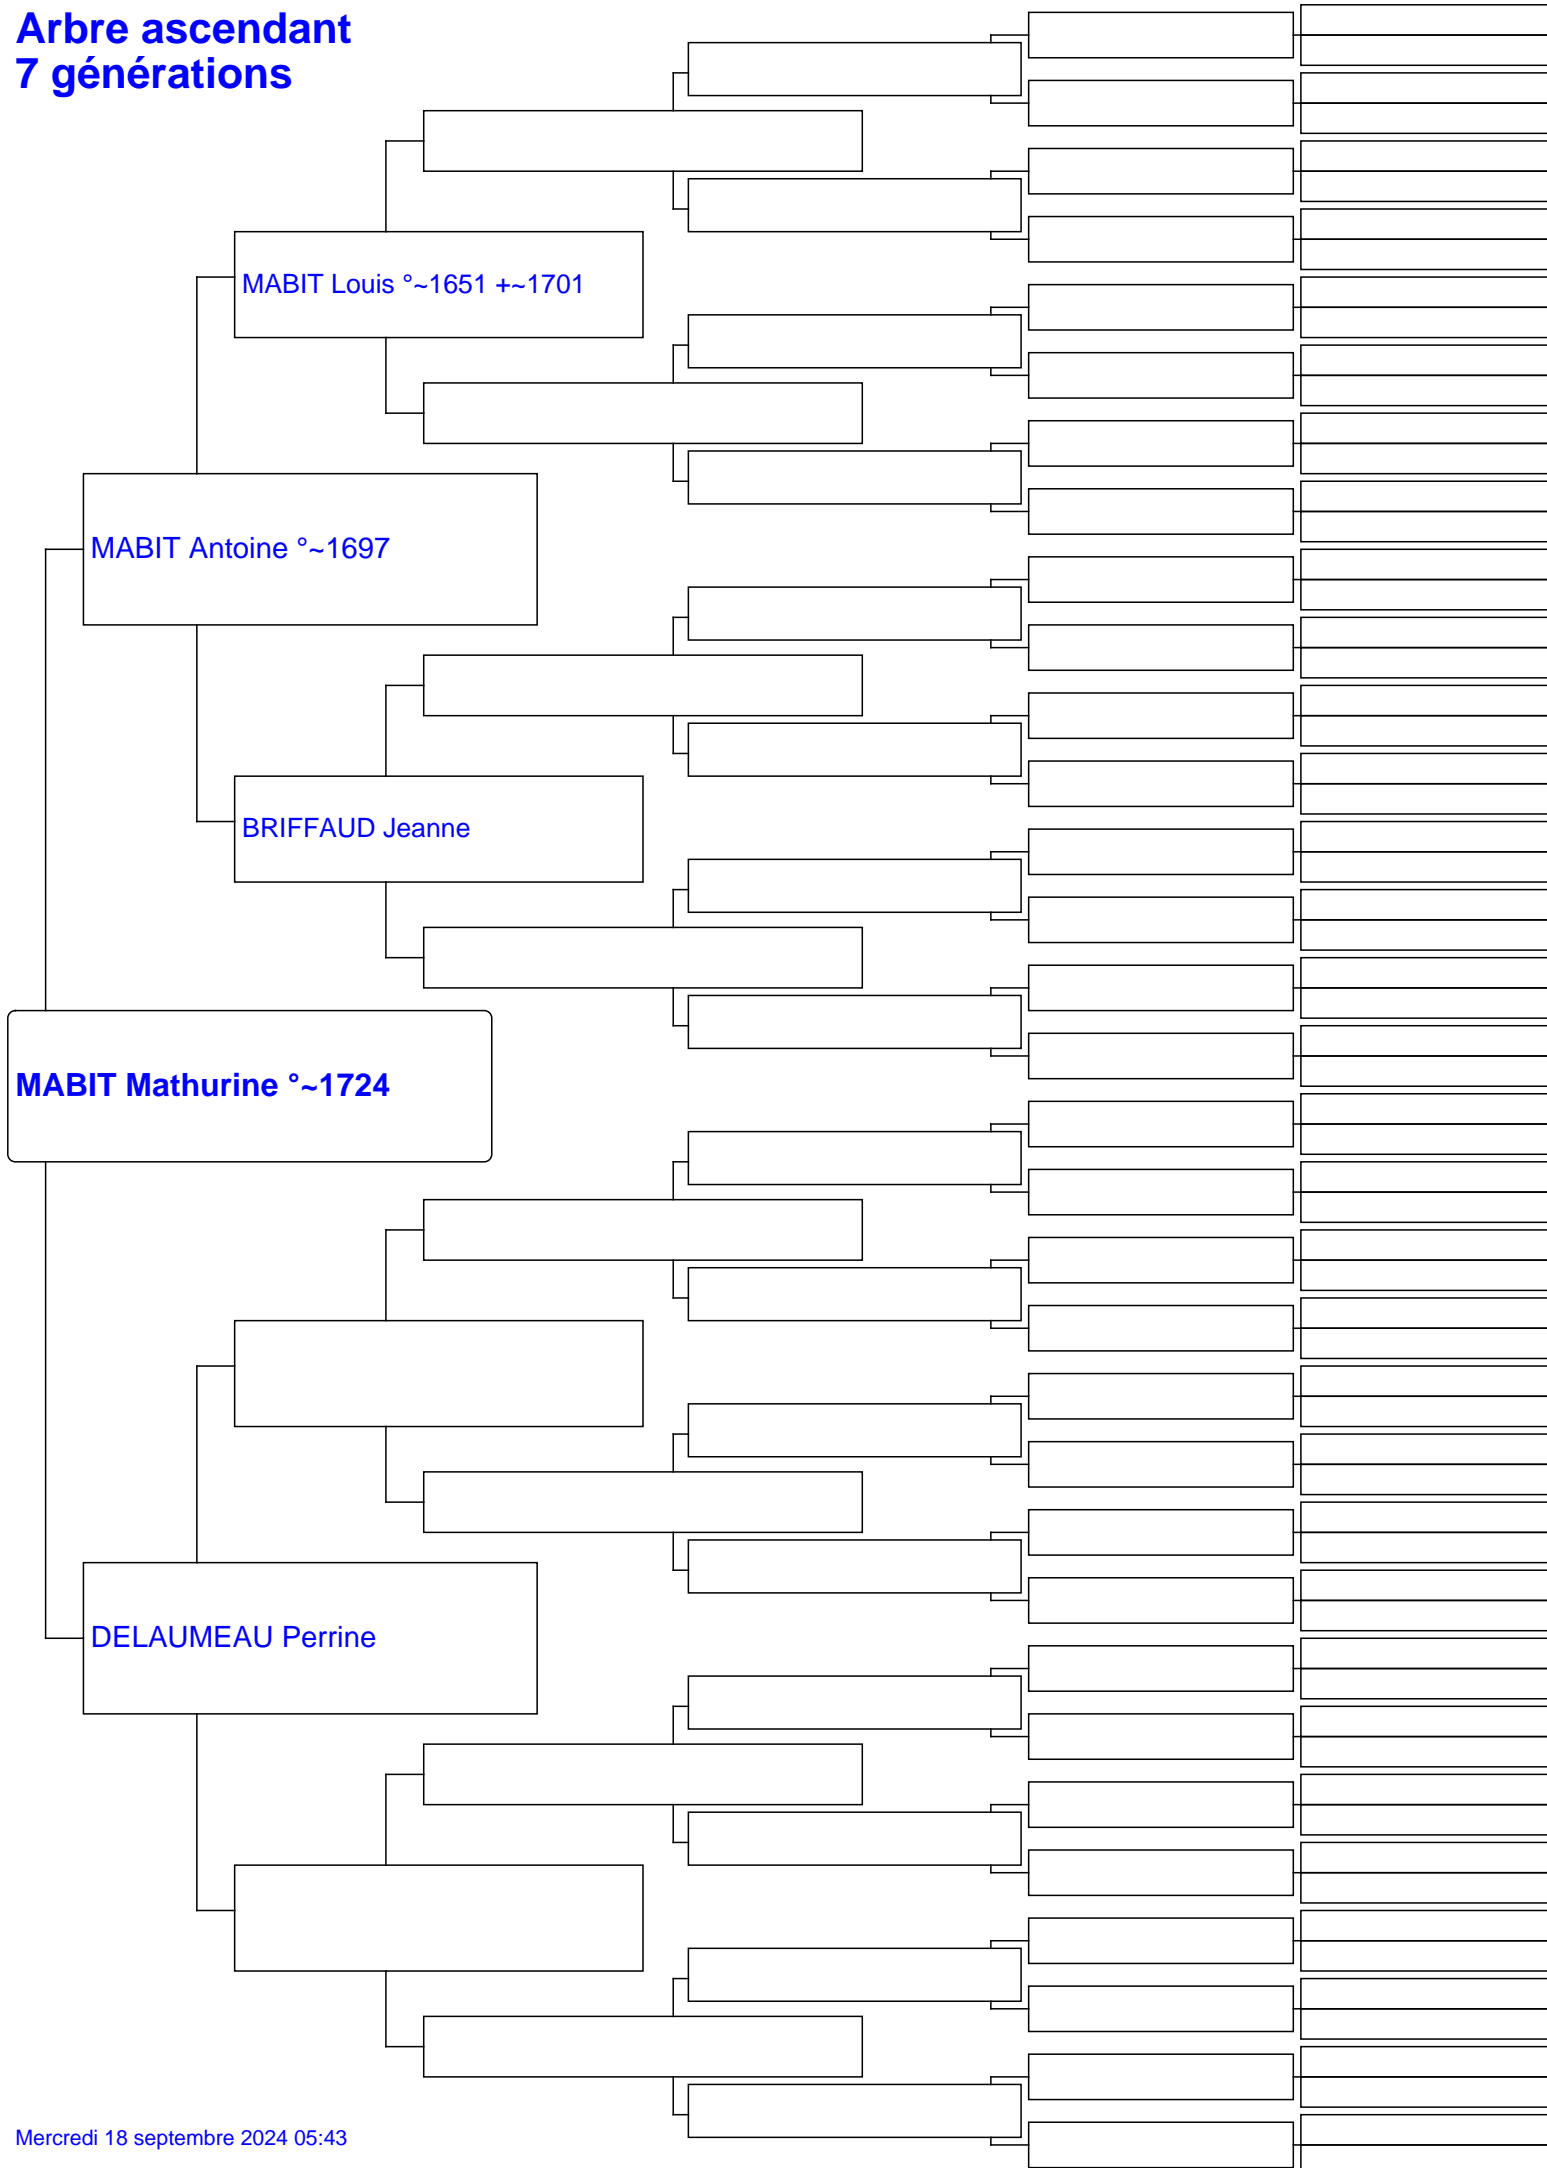 Arbre ascendant
7 générations
MABIT Louis °~1651 +~1701
MABIT Antoine °~1697
BRIFFAUD Jeanne
MABIT Mathurine °~1724
DELAUMEAU Perrine
Mercredi 18 septembre 2024 05:43